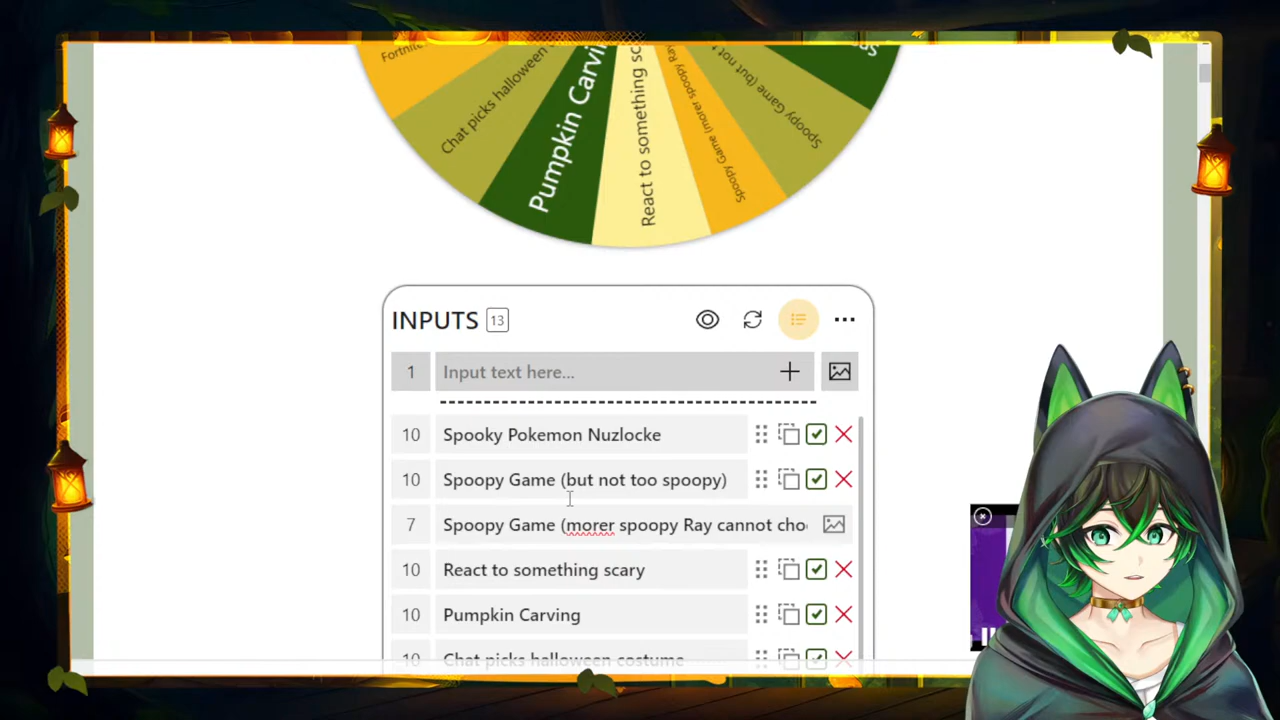 Fortnite
Chat picks halloween
Pumpkin Carvi
React to something sc
Spoopy Game (morer spoopy Ray
Spoopy Game (but not t
INPUTS 13
1 Input text here...
10 Spooky Pokemon Nuzlocke
10 Spoopy Game (but not too spoopy)
7 Spoopy Game (morer spoopy Ray cannot cho
10 React to something scary
10 Pumpkin Carving
10 Chat picks halloween costume